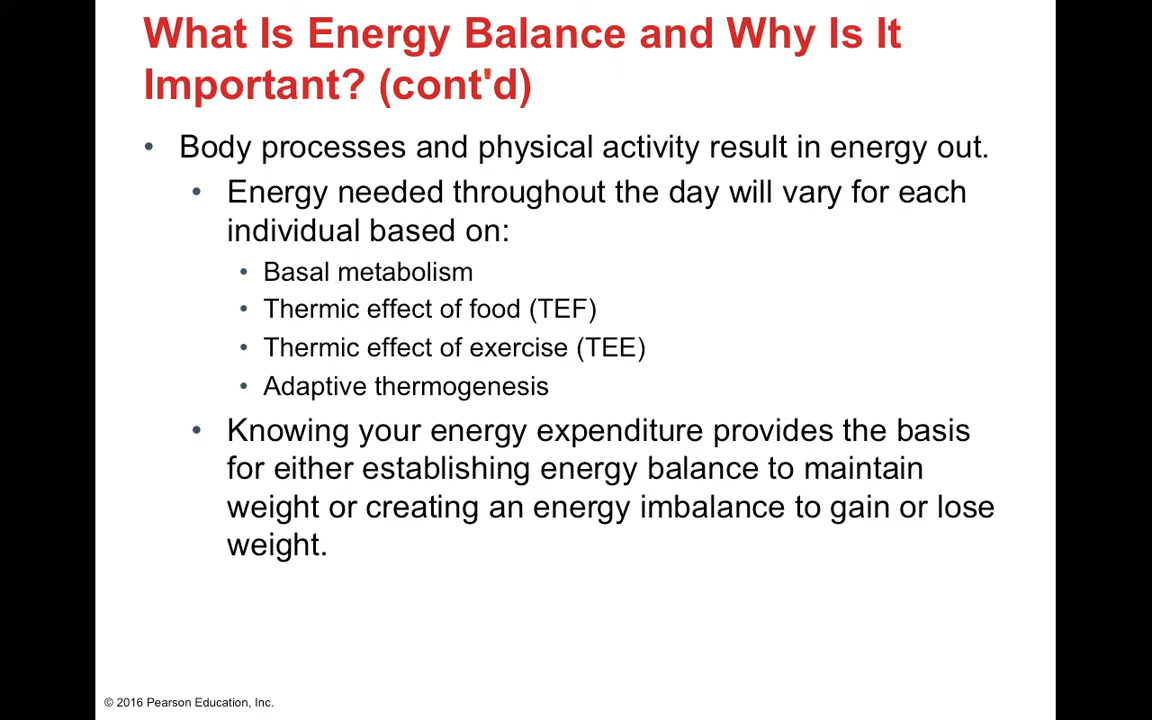 What Is Energy Balance and Why Is It
Important? (cont'd)
• Body processes and physical activity result in energy out.
• Energy needed throughout the day will vary for each
individual based on:
• Basal metabolism
• Thermic effect of food (TEF)
• Thermic effect of exercise (TEE)
• Adaptive thermogenesis
• Knowing your energy expenditure provides the basis
for either establishing energy balance to maintain
weight or creating an energy imbalance to gain or lose
weight.
© 2016 Pearson Education, Inc.